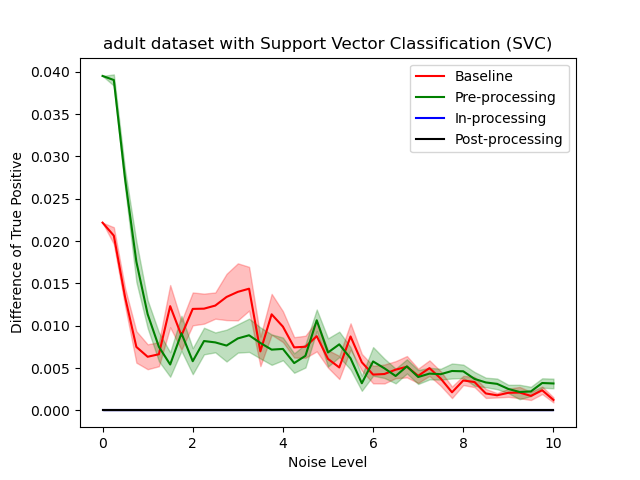 adult dataset with Support Vector Classification (SVC)
Difference of True Positive
0.040
0.035
0.030
0.025
0.020
0.015
0.010
0.005
0.000
Baseline
Pre-processing
In-processing
Post-processing
0 2 4 6 8 10
Noise Level